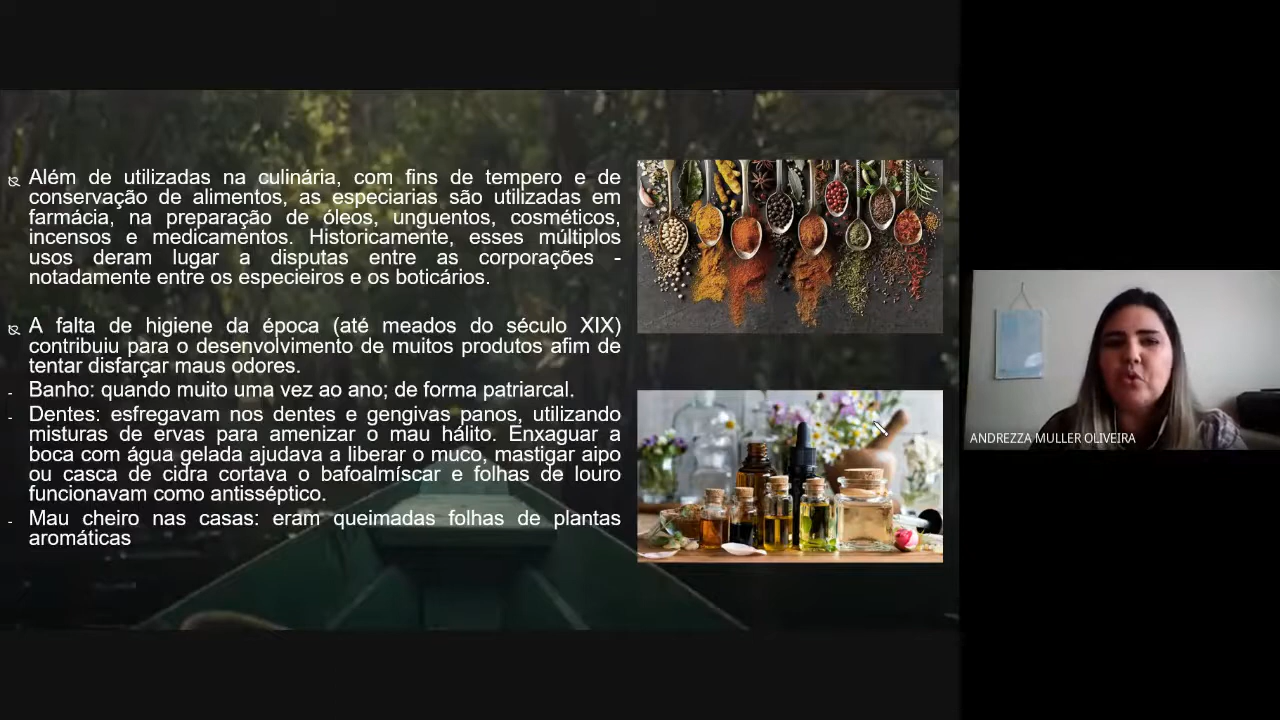 Além de utilizadas na culinária, com fins de tempero e de
conservação de alimentos, as especiarias são utilizadas em
farmácia, na preparação de óleos, unguentos, cosméticos,
incensos e medicamentos. Historicamente, esses múltiplos
usos deram lugar a disputas entre as corporações -
notadamente entre os especieiros e os boticários.
A falta de higiene da época (até meados do século XIX)
contribuiu para o desenvolvimento de muitos produtos afim de
tentar disfarçar maus odores.
- Banho: quando muito uma vez ao ano; de forma patriarcal.
- Dentes: esfregavam nos dentes e gengivas panos, utilizando
misturas de ervas para amenizar o mau hálito. Enxaguar a
boca com água gelada ajudava a liberar o muco, mastigar aipo
ou casca de cidra cortava o bafoalmíscar e folhas de louro
funcionavam como antisséptico.
- Mau cheiro nas casas: eram queimadas folhas de plantas
aromáticas
ANDREZZA MULLER OLIVEIRA